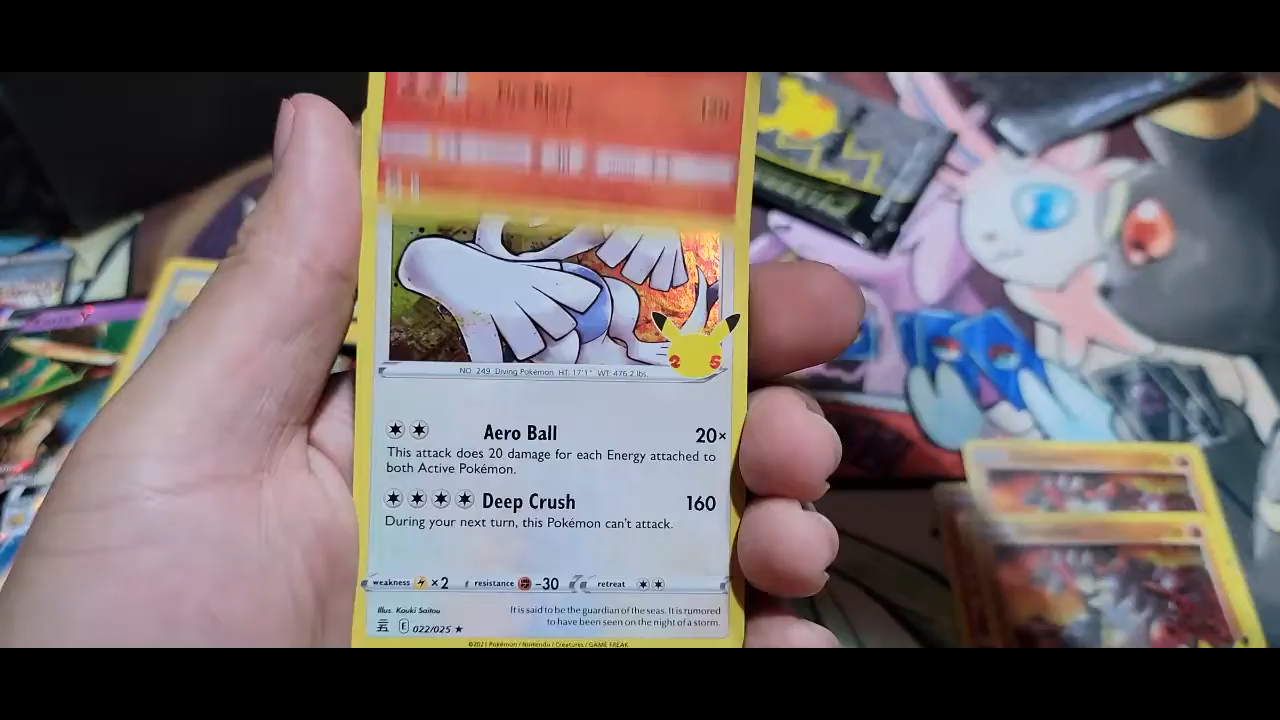 NO. 249 Diving Pokémon HT: 17'1" WT: 476.2 lbs.
25
Aero Ball 20×
This attack does 20 damage for each Energy attached to
both Active Pokémon.
Deep Crush 160
During your next turn, this Pokémon can't attack.
weakness ×2 resistance -30 retreat
Illus. Kouki Saitou
It is said to be the guardian of the seas. It is rumored
to have been seen on the night of a storm.
E 022/025 ★
©2021 Pokémon / Nintendo / Creatures / GAME FREAK